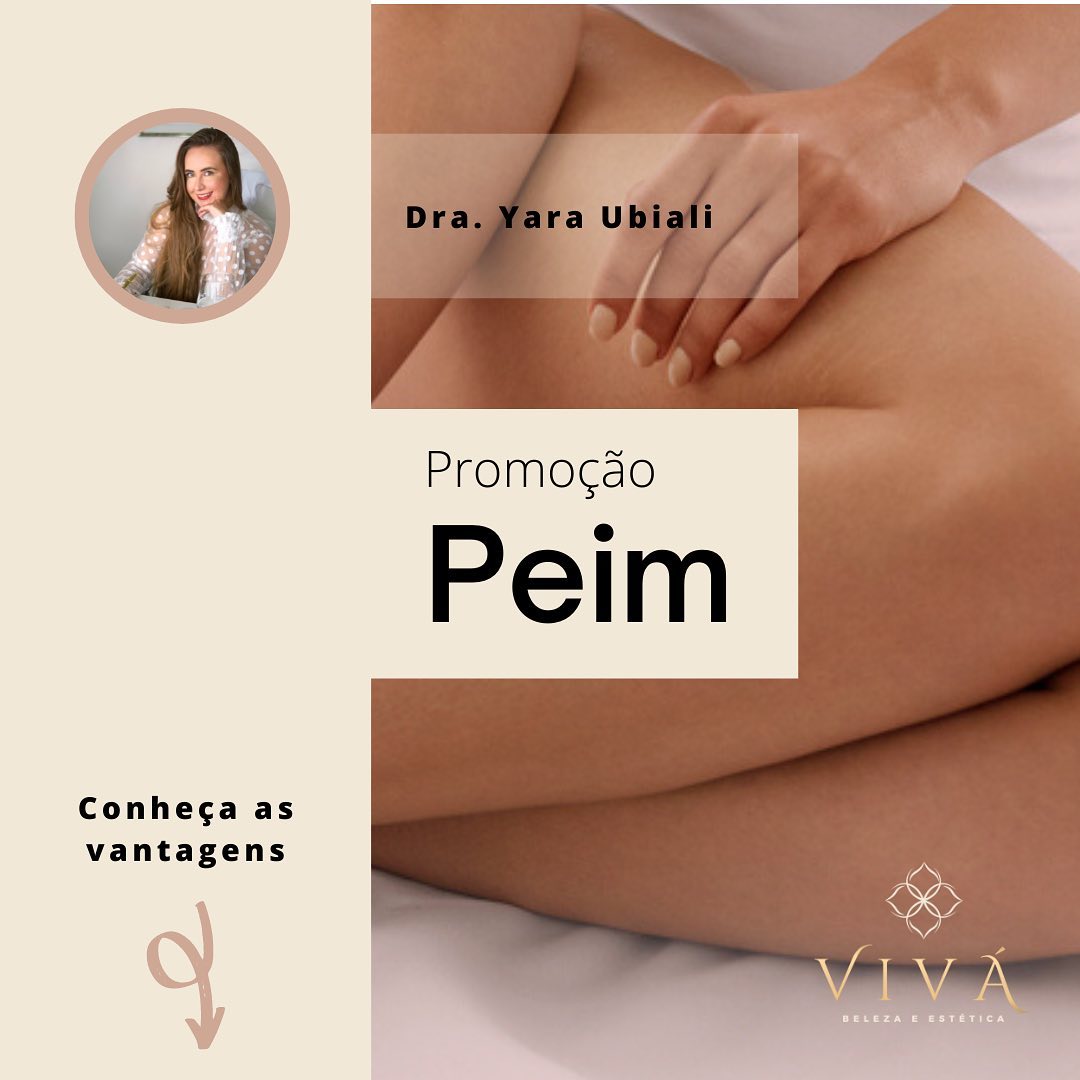 Dra. Yara Ubiali
Promoção
Peim
Conheça as
vantagens
VIVÁ
BELEZA E ESTÉTICA